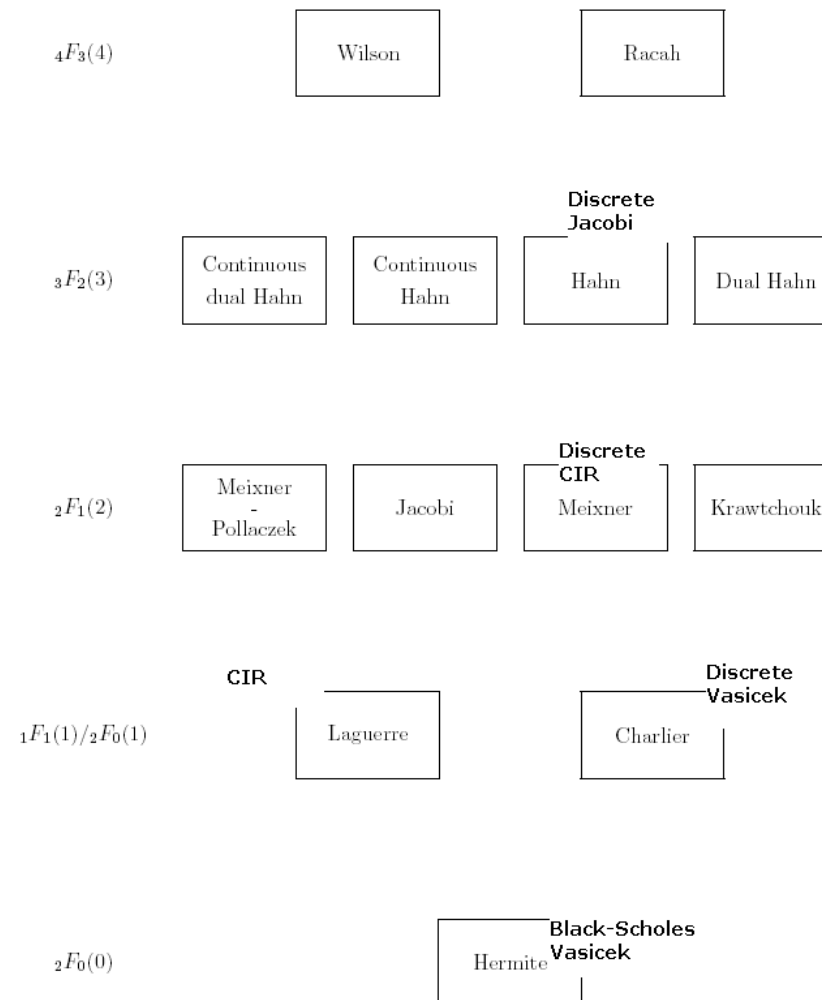 ₄F₃(4)
Wilson
Racah
Discrete
Jacobi
₃F₂(3)
Continuous
dual Hahn
Continuous
Hahn
Hahn
Dual Hahn
Discrete
CIR
₂F₁(2)
Meixner
-
Pollaczek
Jacobi
Meixner
Krawtchouk
CIR
Discrete
Vasicek
₁F₁(1)/₂F₀(1)
Laguerre
Charlier
Black-Scholes
Vasicek
₂F₀(0)
Hermite